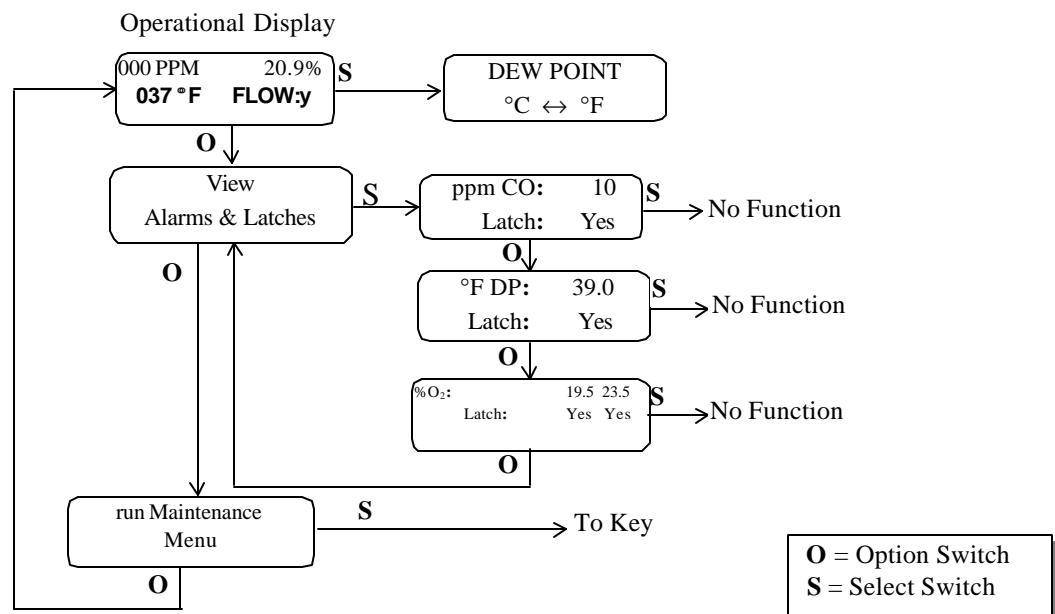 Operational Display
000 PPM 20.9%
037 °F FLOW:y
S
DEW POINT
°C ↔ °F
O
View
Alarms & Latches
S
ppm CO: 10
Latch: Yes
S
No Function
O
O
°F DP: 39.0
Latch: Yes
S
No Function
O
%O₂: 19.5 23.5
Latch: Yes Yes
S
No Function
O
run Maintenance
Menu
S
To Key
O
O = Option Switch
S = Select Switch